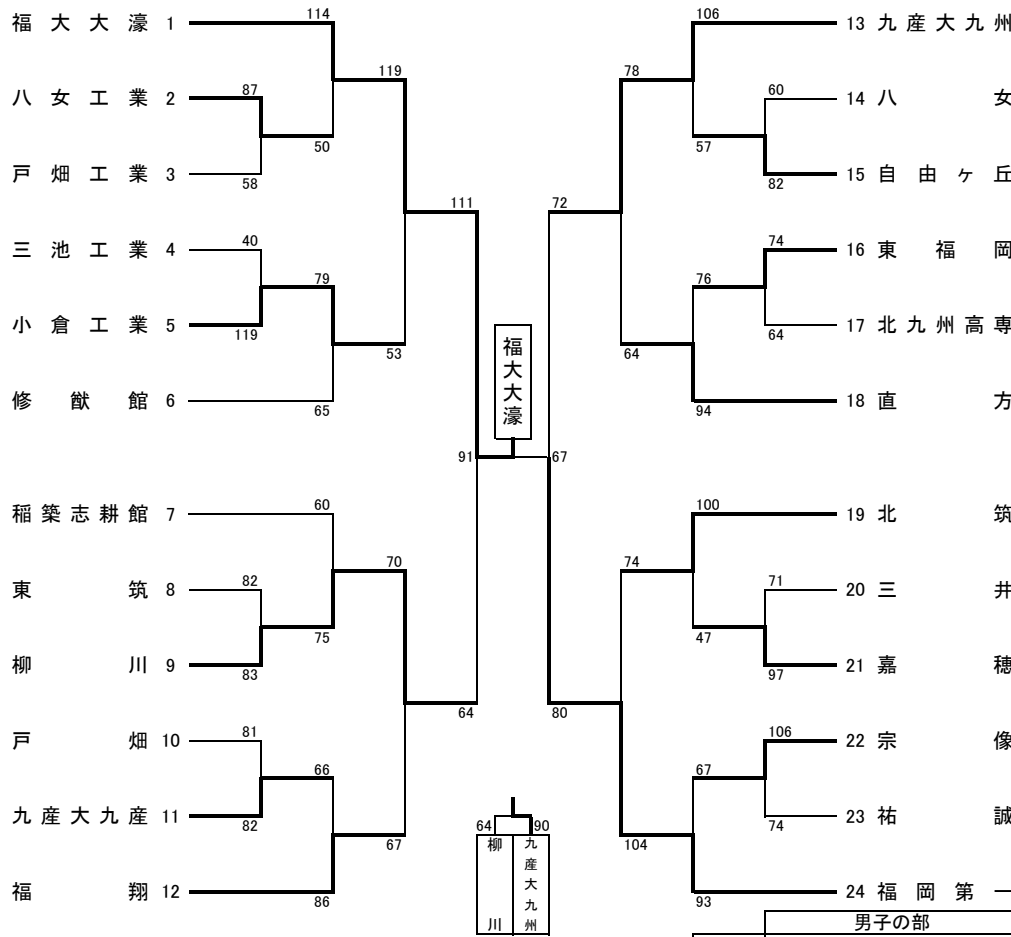 福大大濠 1
114
119
八女工業 2
87
50
戸畑工業 3
58
111
三池工業 4
40
79
小倉工業 5
119
53
修猷館 6
65
福大大濠
91
67
稲築志耕館 7
60
70
東筑 8
82
75
柳川 9
83
64
戸畑 10
81
66
九産大九産 11
82
67
福翔 12
86
64
90
柳川
九産大九州
106
13 九産大九州
78
60
14 八女
57
82
15 自由ヶ丘
72
74
16 東福岡
76
64
17 北九州高専
64
94
18 直方
100
19 北筑
74
71
20 三井
47
97
21 嘉穂
80
106
22 宗像
67
74
23 祐誠
104
93
24 福岡第一
男子の部